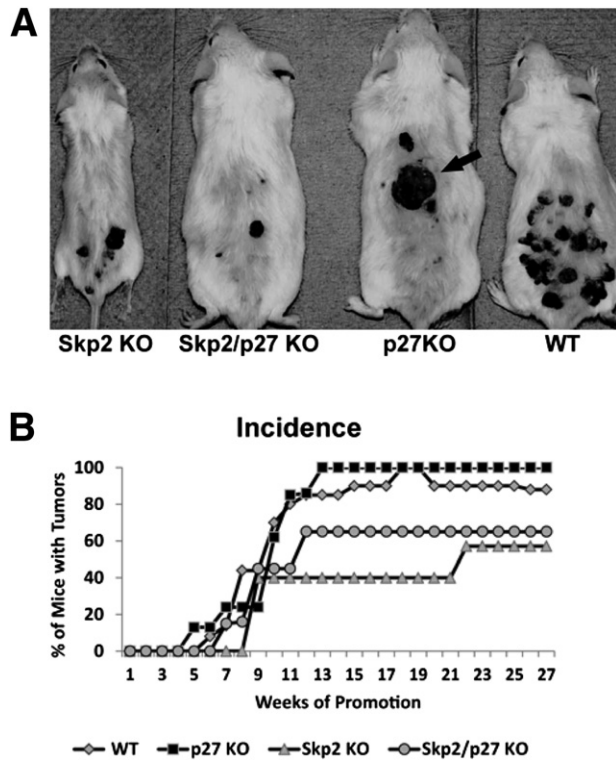 A
Skp2 KO Skp2/p27 KO p27KO WT
B
Incidence
% of Mice with Tumors
100
80
60
40
20
0
1 3 5 7 9 11 13 15 17 19 21 23 25 27
Weeks of Promotion
WT p27 KO Skp2 KO Skp2/p27 KO